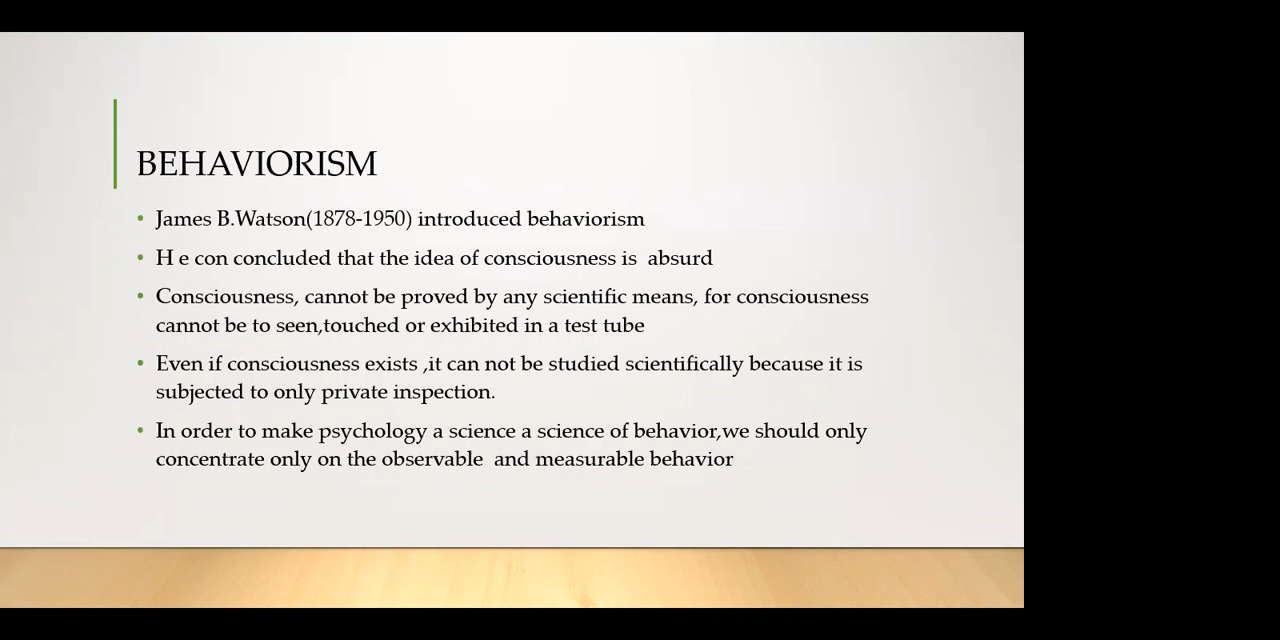 BEHAVIORISM
• James B.Watson(1878-1950) introduced behaviorism
• H e con concluded that the idea of consciousness is  absurd
• Consciousness, cannot be proved by any scientific means, for consciousness
cannot be to seen,touched or exhibited in a test tube
• Even if consciousness exists ,it can not be studied scientifically because it is
subjected to only private inspection.
• In order to make psychology a science a science of behavior,we should only
concentrate only on the observable  and measurable behavior